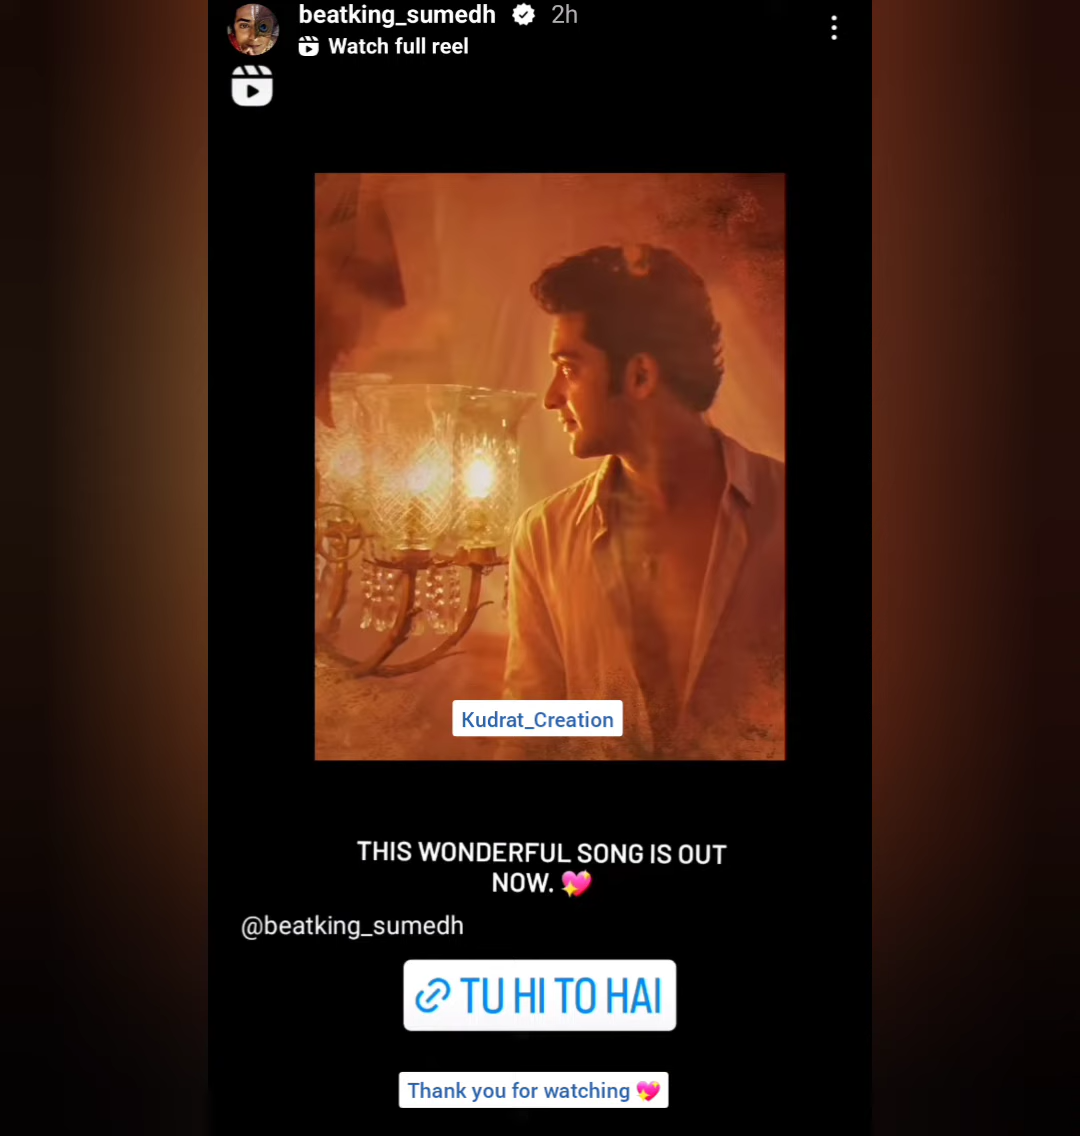 beatking_sumedh 2h
Watch full reel
Kudrat_Creation
THIS WONDERFUL SONG IS OUT
NOW. 💖
@beatking_sumedh
TU HI TO HAI
Thank you for watching 💖